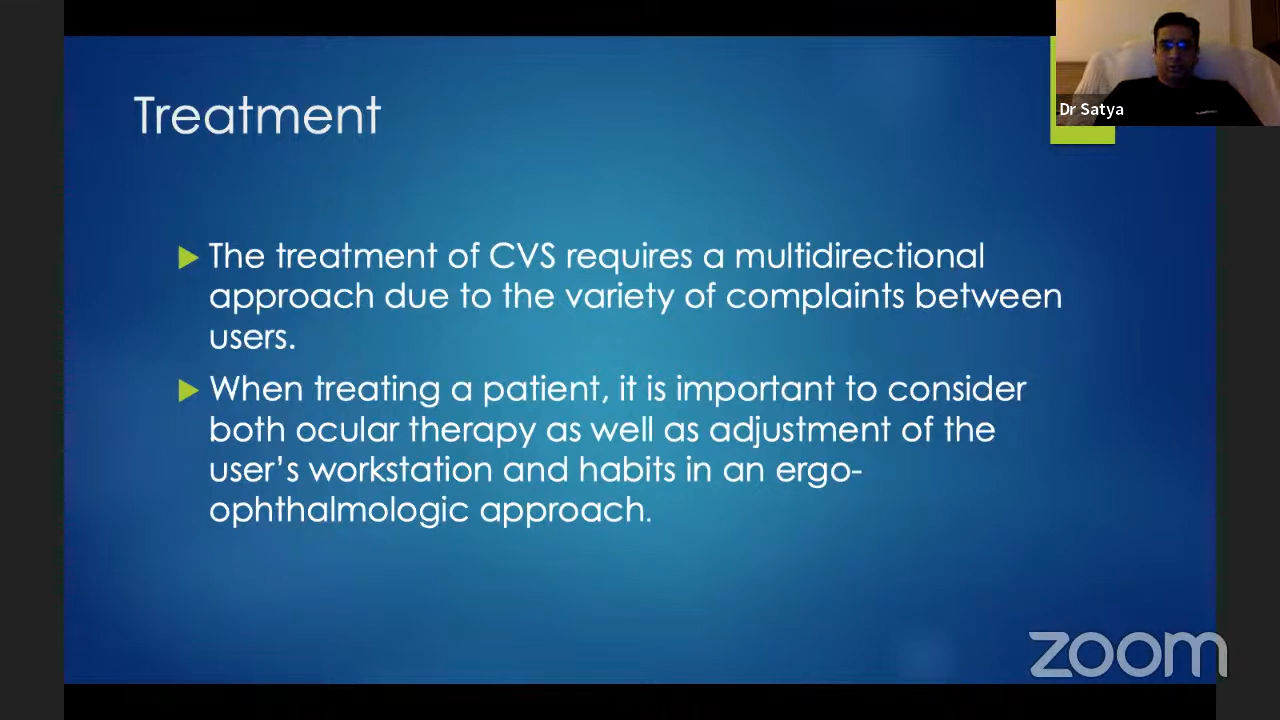 Treatment
Dr Satya
The treatment of CVS requires a multidirectional
approach due to the variety of complaints between
users.
When treating a patient, it is important to consider
both ocular therapy as well as adjustment of the
user's workstation and habits in an ergo-
ophthalmologic approach.
zoom